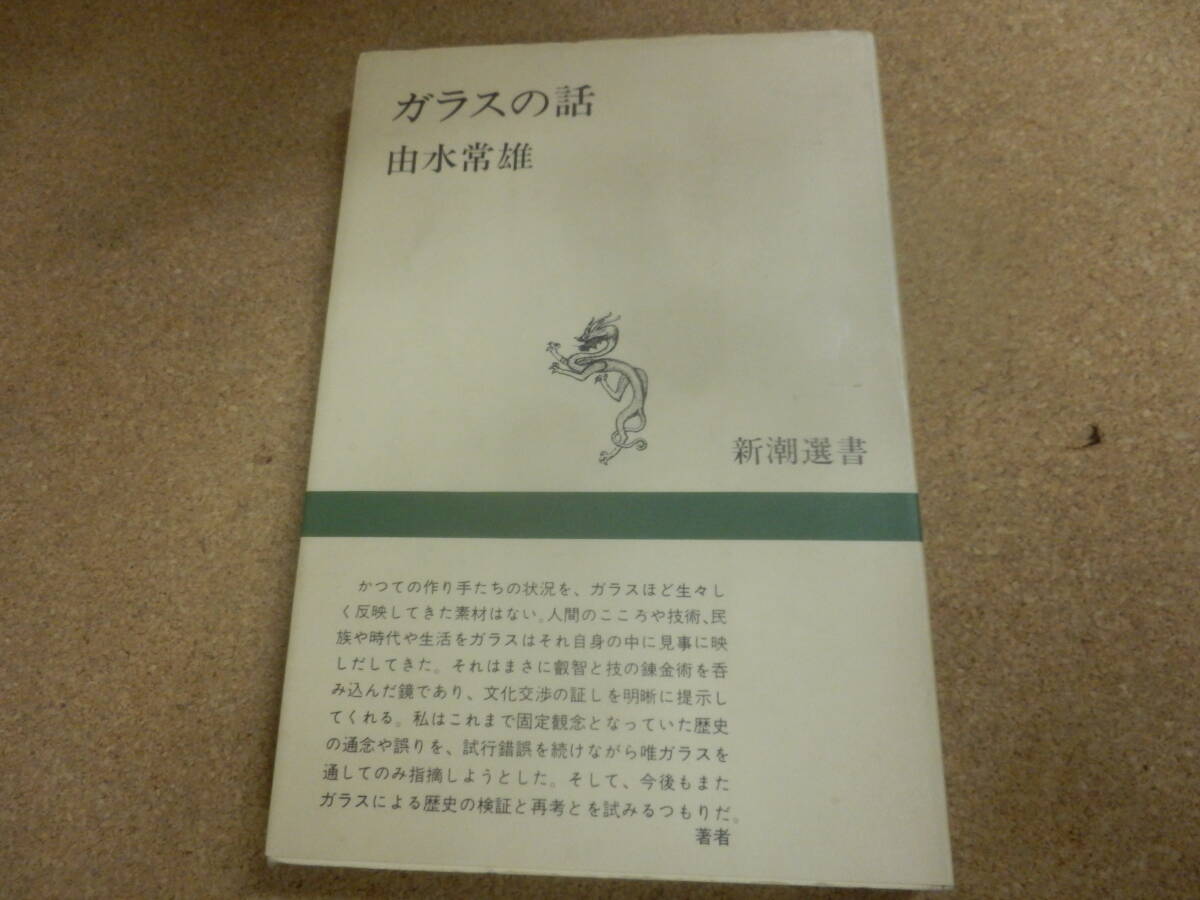 ガラスの話
由水常雄
新潮選書
かつての作り手たちの状況を、ガラスほど生々し
く反映してきた素材はない。人間のこころや技術、民
族や時代や生活をガラスはそれ自身の中に見事に映
しだしてきた。それはまさに叡智と技の錬金術を呑
み込んだ鏡であり、文化交渉の証しを明晰に提示し
てくれる。私はこれまで固定観念となっていた歴史
の通念や誤りを、試行錯誤を続けながら唯ガラスを
通してのみ指摘しようとした。そして、今後もまた
ガラスによる歴史の検証と再考とを試みるつもりだ。
著者